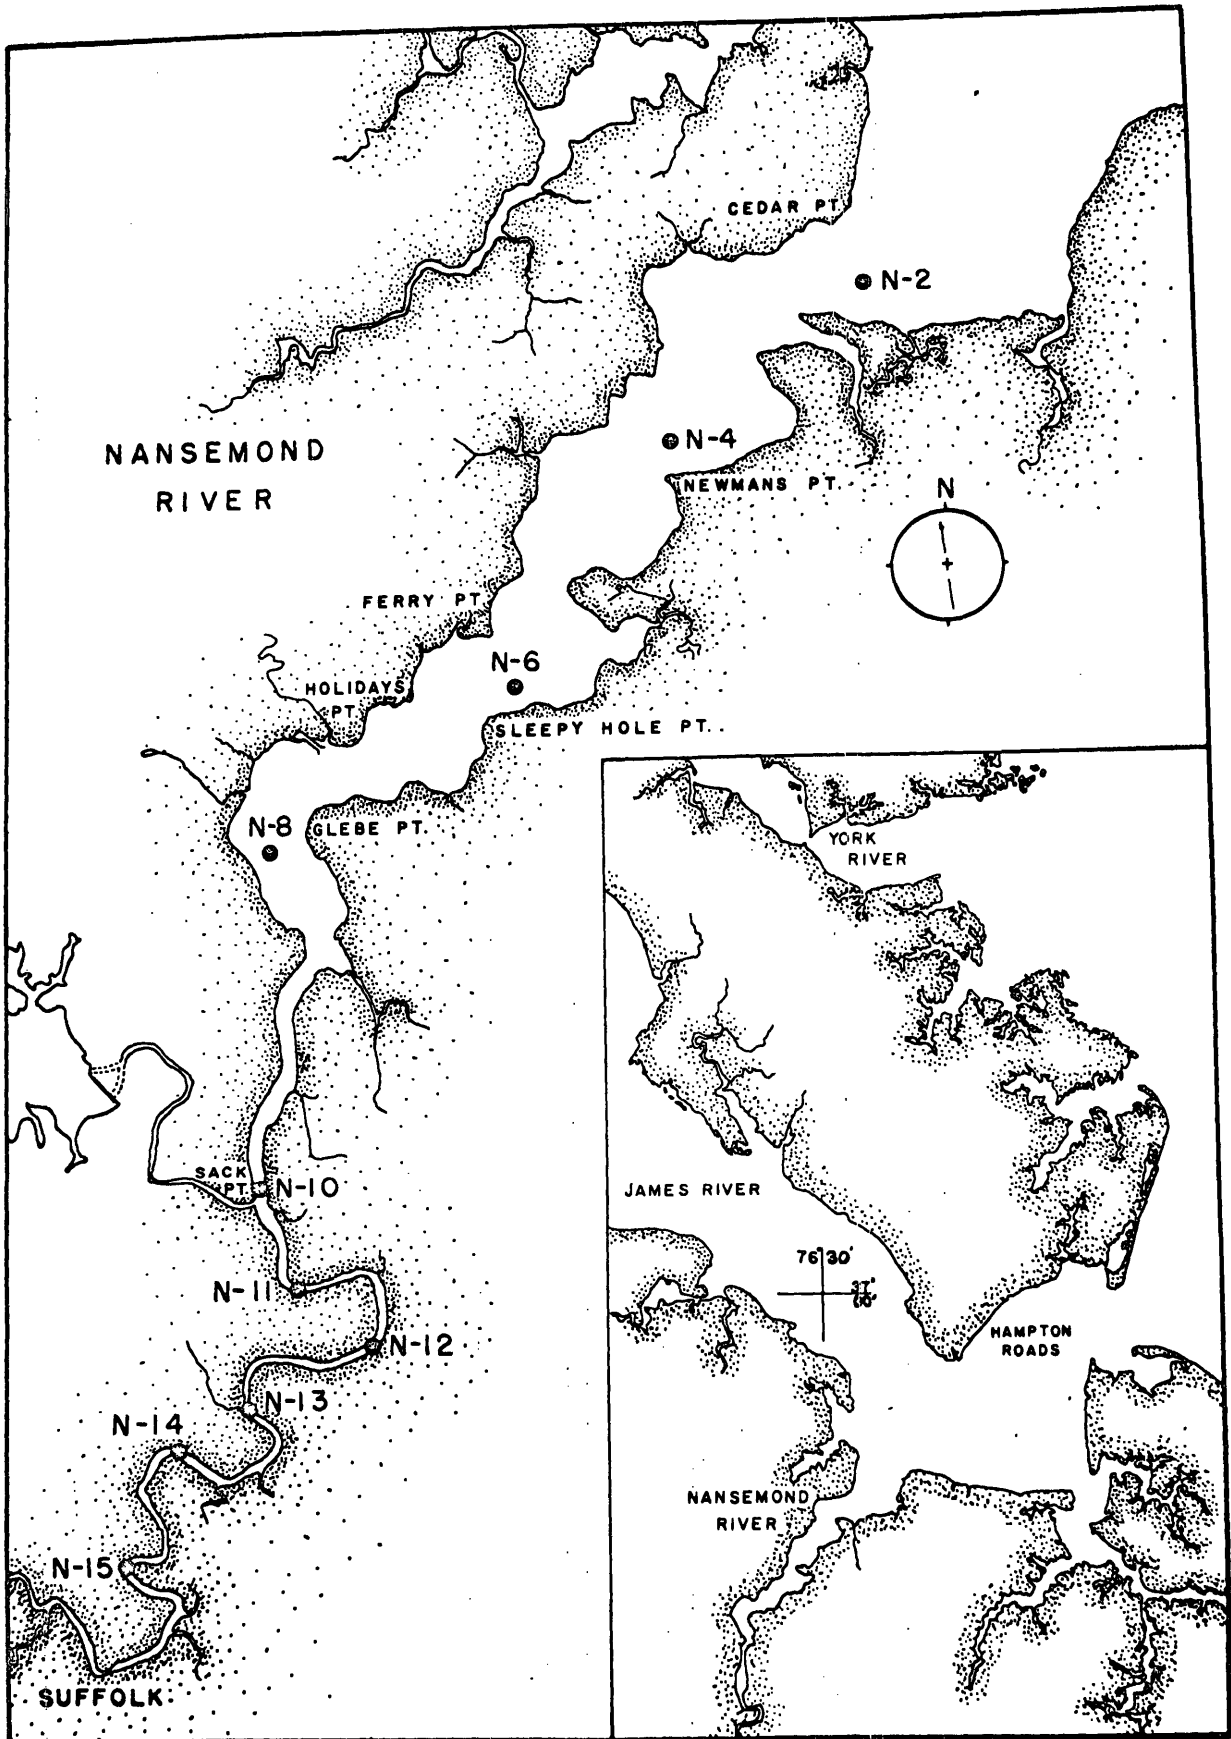 CEDAR PT.
N-2
NANSEMOND
RIVER
N-4
NEWMANS PT.
N
FERRY PT
N-6
HOLIDAYS
PT.
SLEEPY HOLE PT.
N-8
GLEBE PT.
SACK
PT.
N-10
N-11
N-12
N-13
N-14
N-15
SUFFOLK
YORK
RIVER
JAMES RIVER
76°30'
37°
HAMPTON
ROADS
NANSEMOND
RIVER